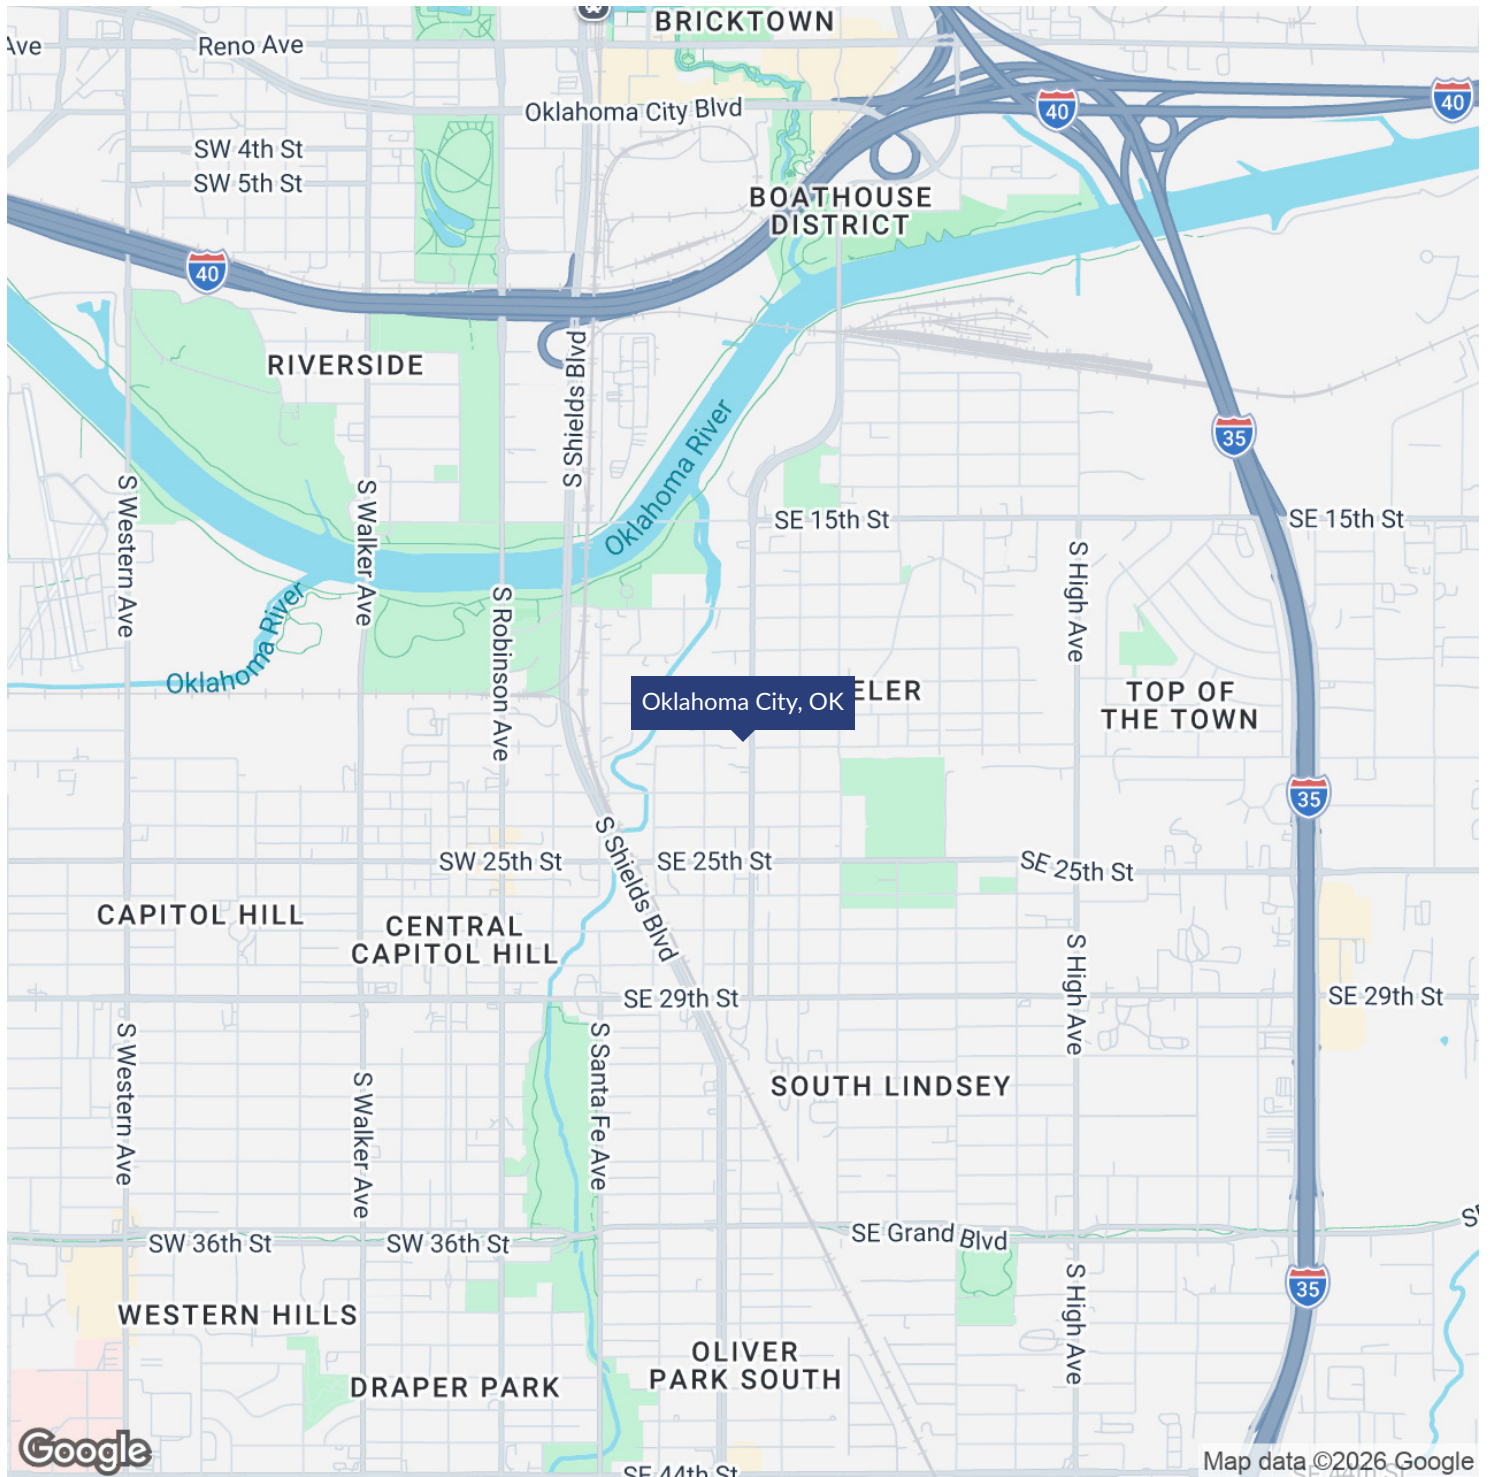 BRICKTOWN
Ave
Reno Ave
Oklahoma City Blvd
40
40
SW 4th St
SW 5th St
BOATHOUSE
DISTRICT
40
RIVERSIDE
S Shields Blvd
Oklahoma River
35
S Western Ave
S Walker Ave
SE 15th St
SE 15th St
S High Ave
S Robinson Ave
Oklahoma River
Oklahoma City, OK
ELER
TOP OF
THE TOWN
35
S Shields Blvd
SW 25th St
SE 25th St
SE 25th St
CAPITOL HILL
CENTRAL
CAPITOL HILL
S High Ave
SE 29th St
SE 29th St
S Western Ave
S Walker Ave
S Santa Fe Ave
SOUTH LINDSEY
SW 36th St
SW 36th St
SE Grand Blvd
S High Ave
35
WESTERN HILLS
OLIVER
PARK SOUTH
DRAPER PARK
Google
SE 44th St
Map data ©2026 Google